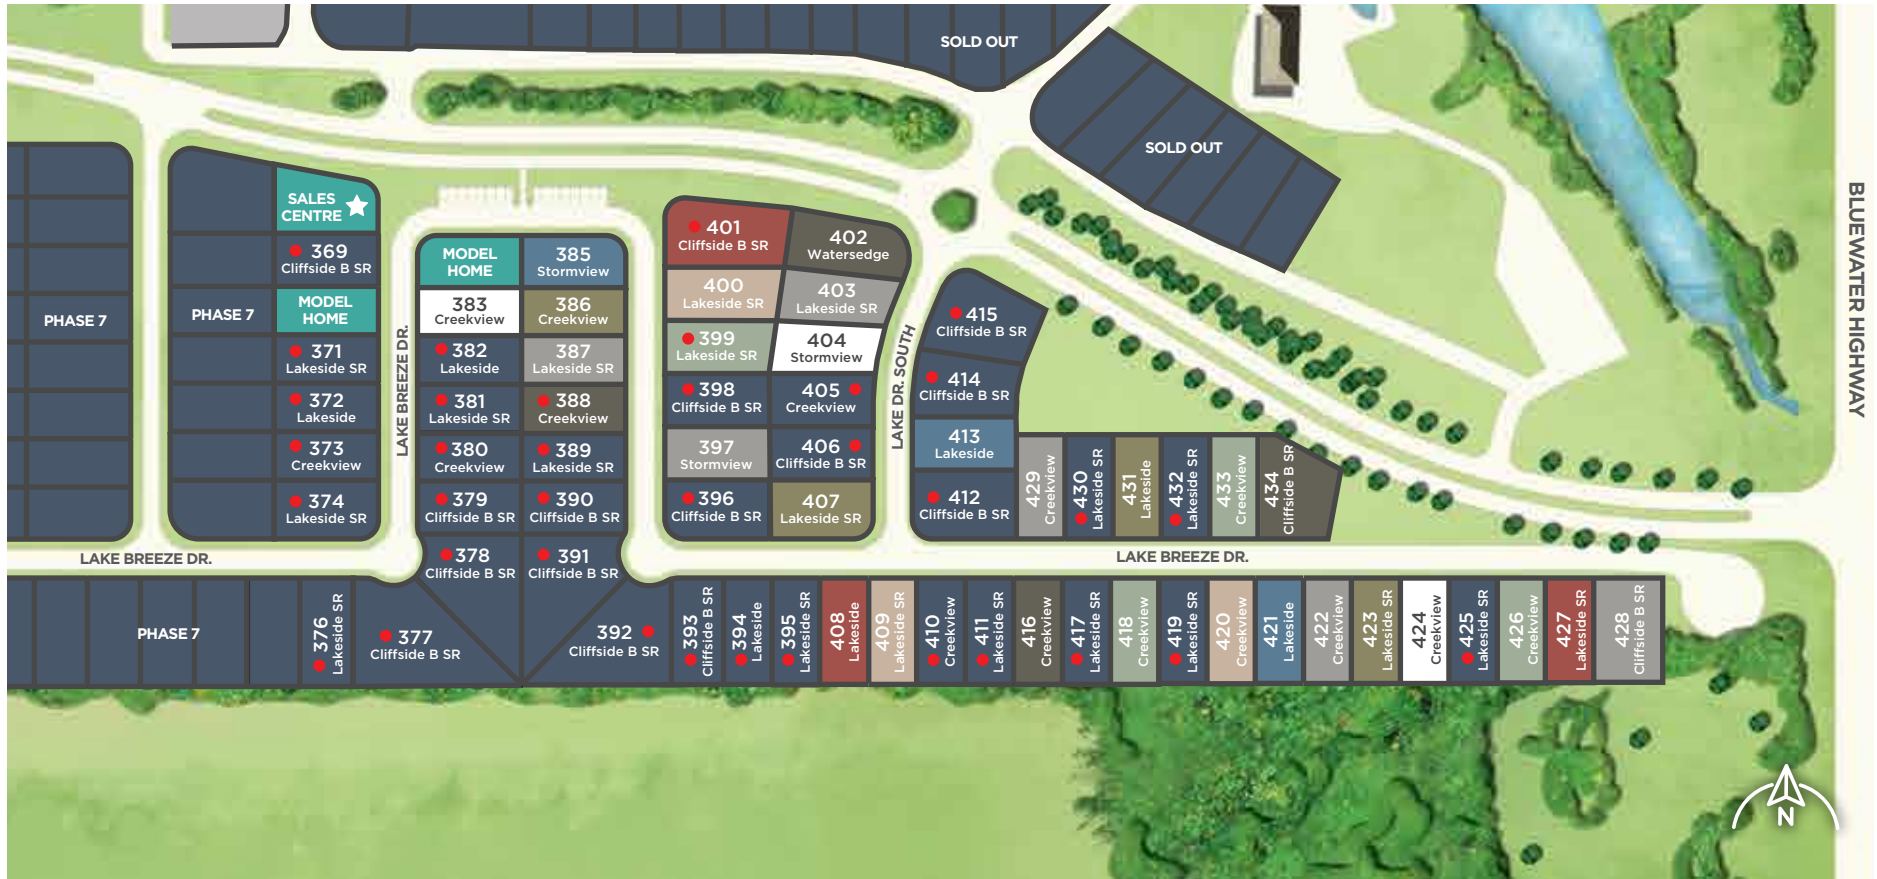 SOLD OUT
SOLD OUT
BLUEWATER HIGHWAY
PHASE 7
PHASE 7
SALES
CENTRE
369
Cliffside B SR
MODEL
HOME
371
Lakeside SR
372
Lakeside
373
Creekview
374
Lakeside SR
LAKE BREEZE DR.
MODEL
HOME
383
Creekview
382
Lakeside
381
Lakeside SR
380
Creekview
379
Cliffside B SR
378
Cliffside B SR
385
Stormview
386
Creekview
387
Lakeside SR
388
Creekview
389
Lakeside SR
390
Cliffside B SR
391
Cliffside B SR
401
Cliffside B SR
400
Lakeside SR
399
Lakeside SR
398
Cliffside B SR
397
Stormview
396
Cliffside B SR
402
Watersedge
403
Lakeside SR
404
Stormview
405
Creekview
406
Cliffside B SR
407
Lakeside SR
LAKE DR. SOUTH
415
Cliffside B SR
414
Cliffside B SR
413
Lakeside
412
Cliffside B SR
429
Creekview
430
Lakeside SR
431
Lakeside
432
Lakeside SR
433
Creekview
434
Cliffside B SR
LAKE BREEZE DR.
LAKE BREEZE DR.
PHASE 7
376
Lakeside SR
377
Cliffside B SR
392
Cliffside B SR
393
Cliffside B SR
394
Lakeside
395
Lakeside SR
408
Lakeside
409
Lakeside SR
410
Creekview
411
Lakeside SR
416
Creekview
417
Lakeside SR
418
Creekview
419
Lakeside SR
420
Creekview
421
Lakeside
422
Creekview
423
Lakeside SR
424
Creekview
425
Lakeside SR
426
Creekview
427
Lakeside SR
428
Cliffside B SR
N